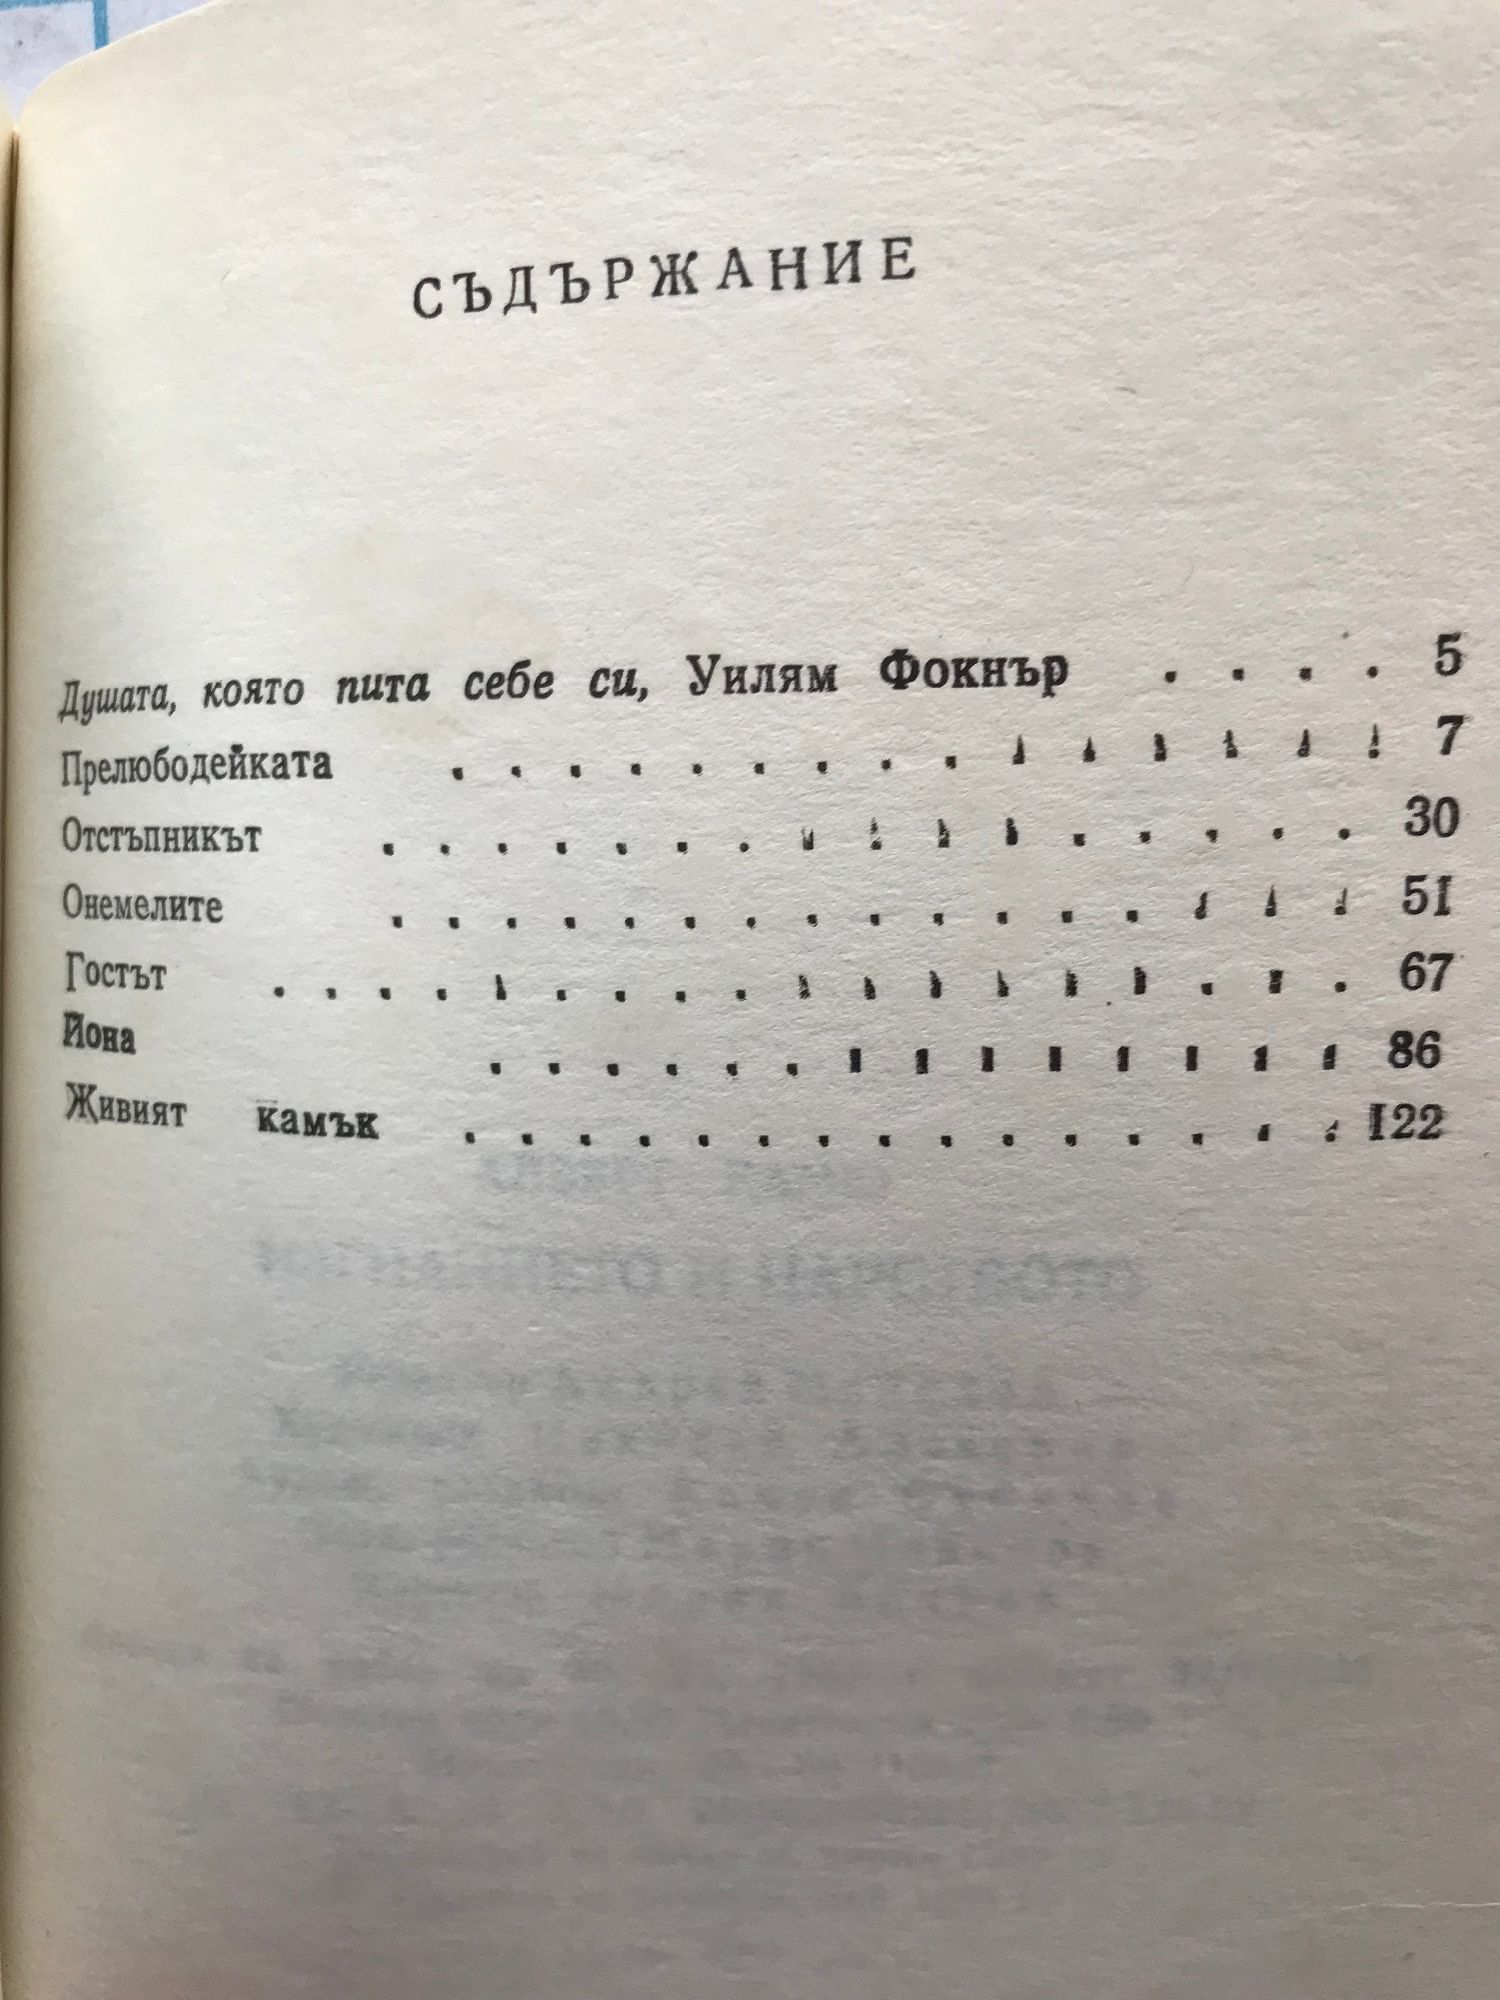 СЪДЪРЖАНИЕ
Душата, която пита себе си, Уилям Фокнър . . . . 5
Прелюбодейката . . . . . . . . . . . . . . . 7
Отстъпникът . . . . . . . . . . . . . . . . 30
Онемелите . . . . . . . . . . . . . . . . 51
Гостът . . . . . . . . . . . . . . . . . . 67
Йона . . . . . . . . . . . . . . 86
Живият камък . . . . . . . . . . . . . . . 122